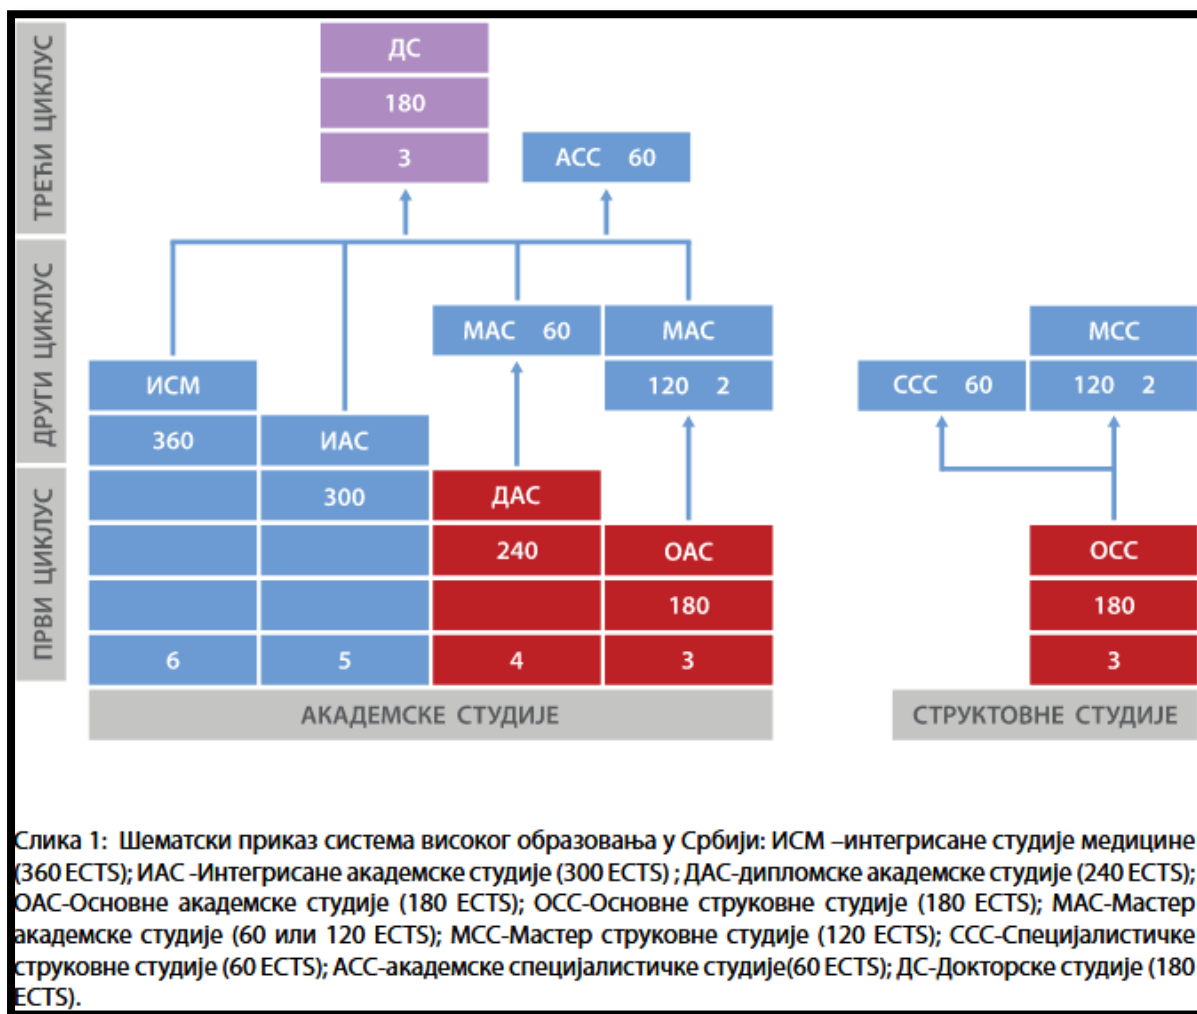 ТРЕЋИ ЦИКЛУС
ДС
180
3
АСС 60
ДРУГИ ЦИКЛУС
МАС 60
МАС
МСС
ИСМ
120 2
ССС 60
120 2
360
ИАС
ПРВИ ЦИКЛУС
300
ДАС
240
ОАС
ОСС
180
180
6
5
4
3
3
АКАДЕМСКЕ СТУДИЈЕ
СТРУКТОВНЕ СТУДИЈЕ
Слика 1: Шематски приказ система високог образовања у Србији: ИСМ –интегрисане студије медицине
(360 ECTS); ИАС -Интегрисане академске студије (300 ECTS) ; ДАС-дипломске академске студије (240 ECTS);
ОАС-Основне академске студије (180 ECTS); ОСС-Основне струковне студије (180 ECTS); МАС-Мастер
академске студије (60 или 120 ECTS); МСС-Мастер струковне студије (120 ECTS); ССС-Специјалистичке
струковне студије (60 ECTS); АСС-академске специјалистичке студије(60 ECTS); ДС-Докторске студије (180
ECTS).